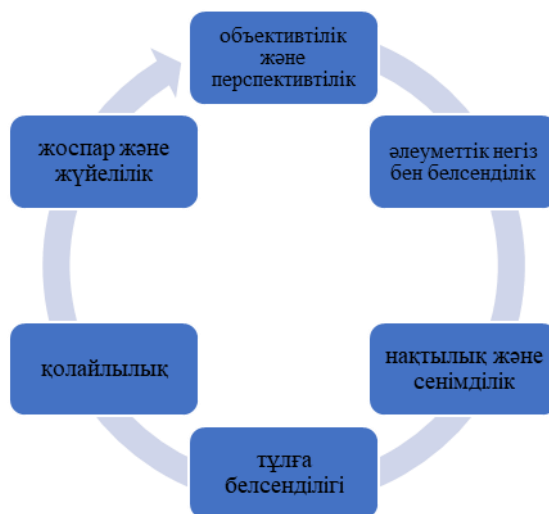 объективтілік
және
перспективтілік
әлеуметтік негіз
бен белсенділік
нақтылық және
сенімділік
тұлға
белсенділігі
қолайлылық
жоспар және
жүйелілік